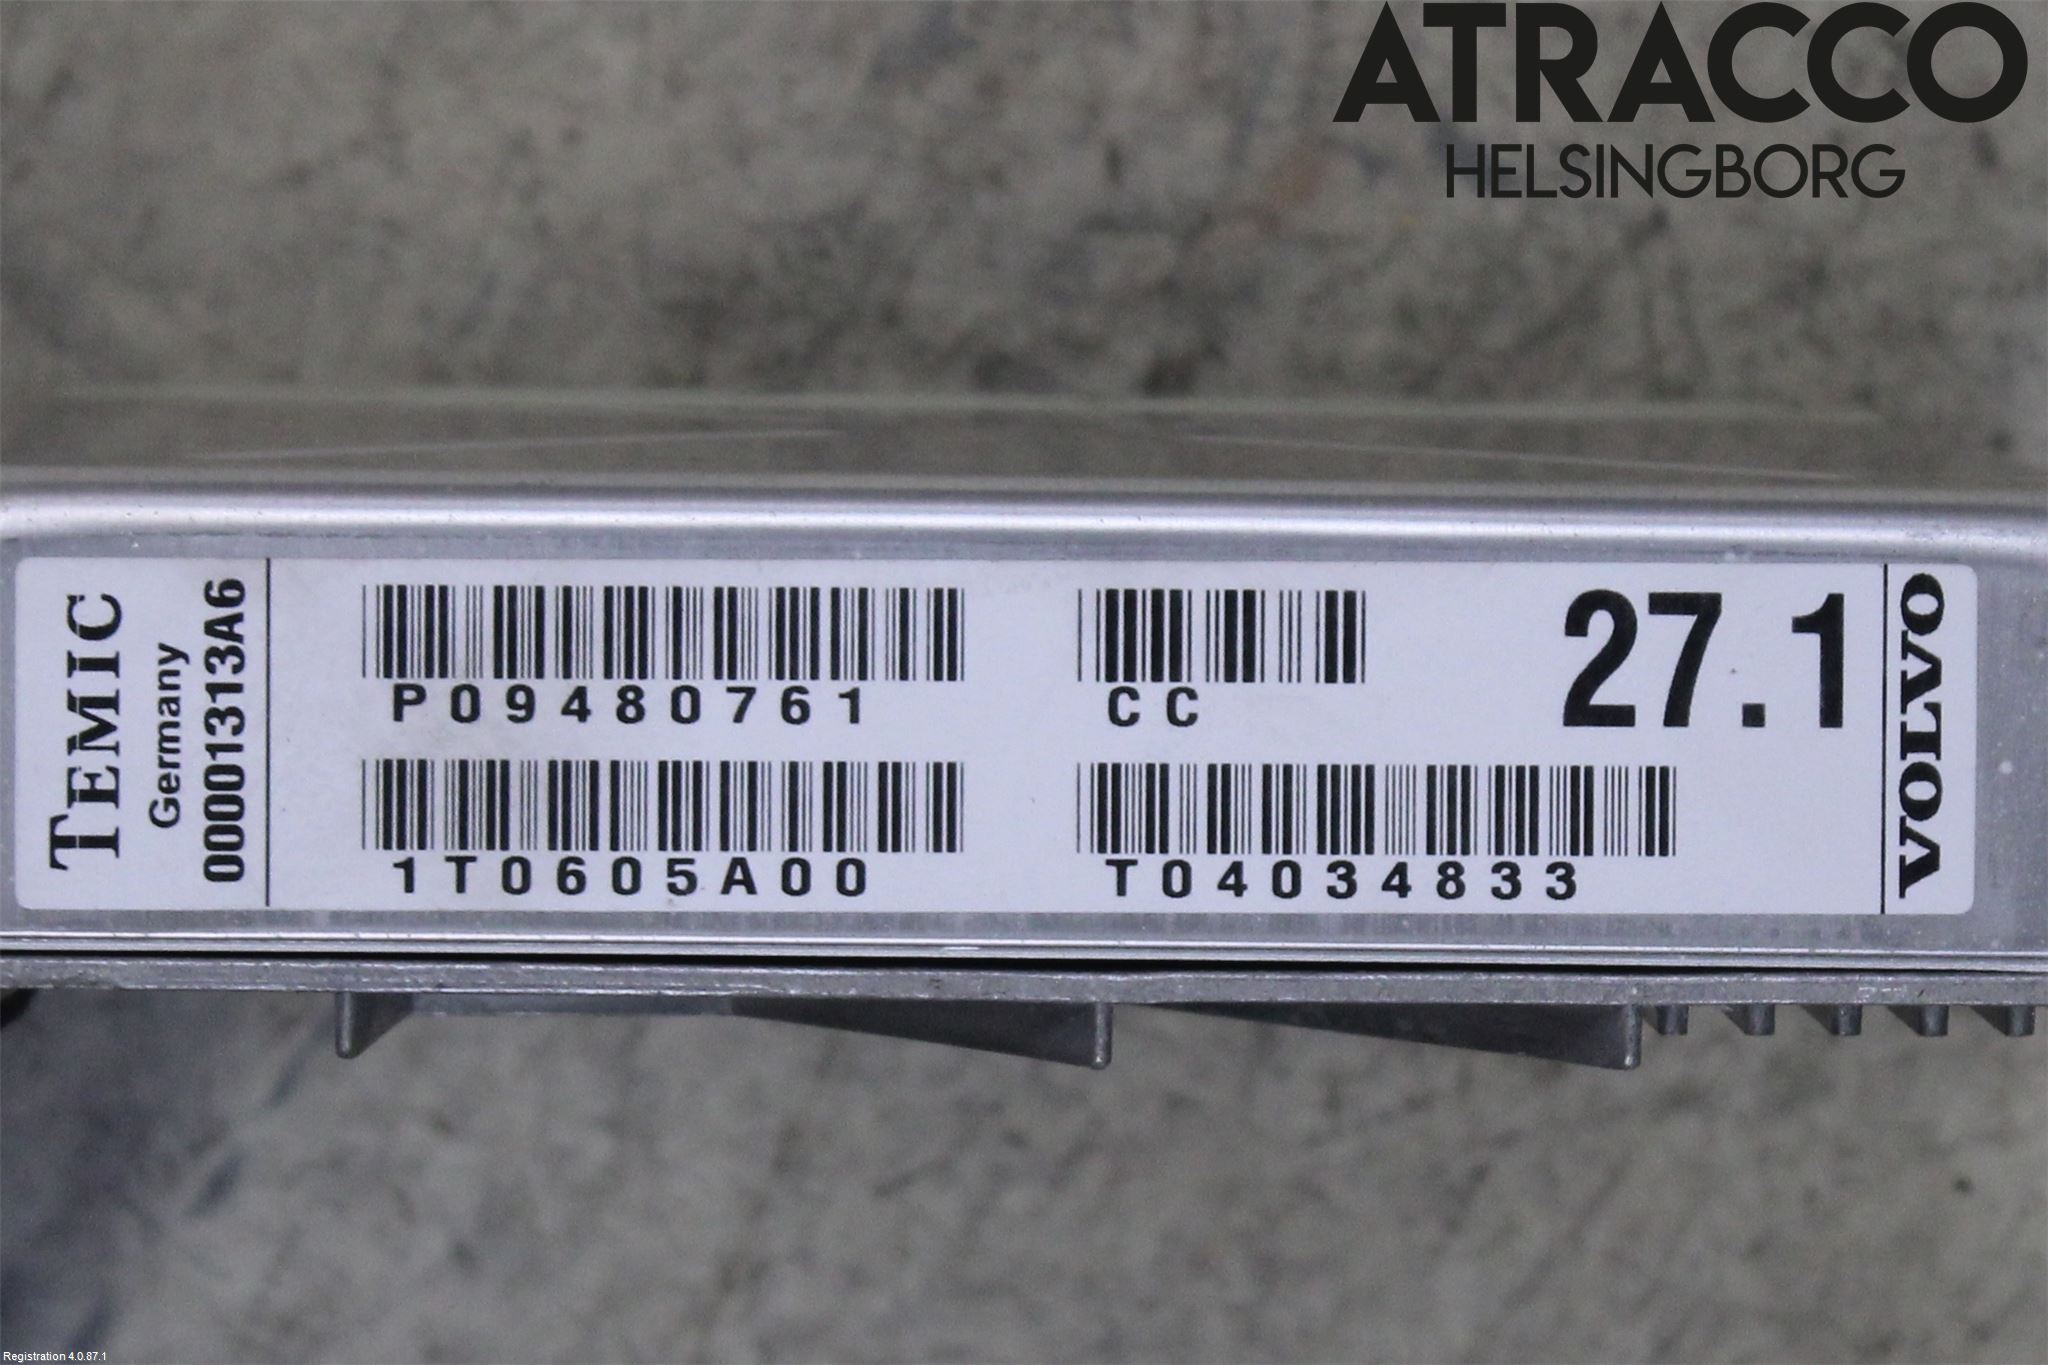 ATRACCO
HELSINGBORG
TEMIC
Germany
00001313A6
P09480761
CC
27.1
1T0605A00
T04034833
VOLVO
Registration 4.0.87.1